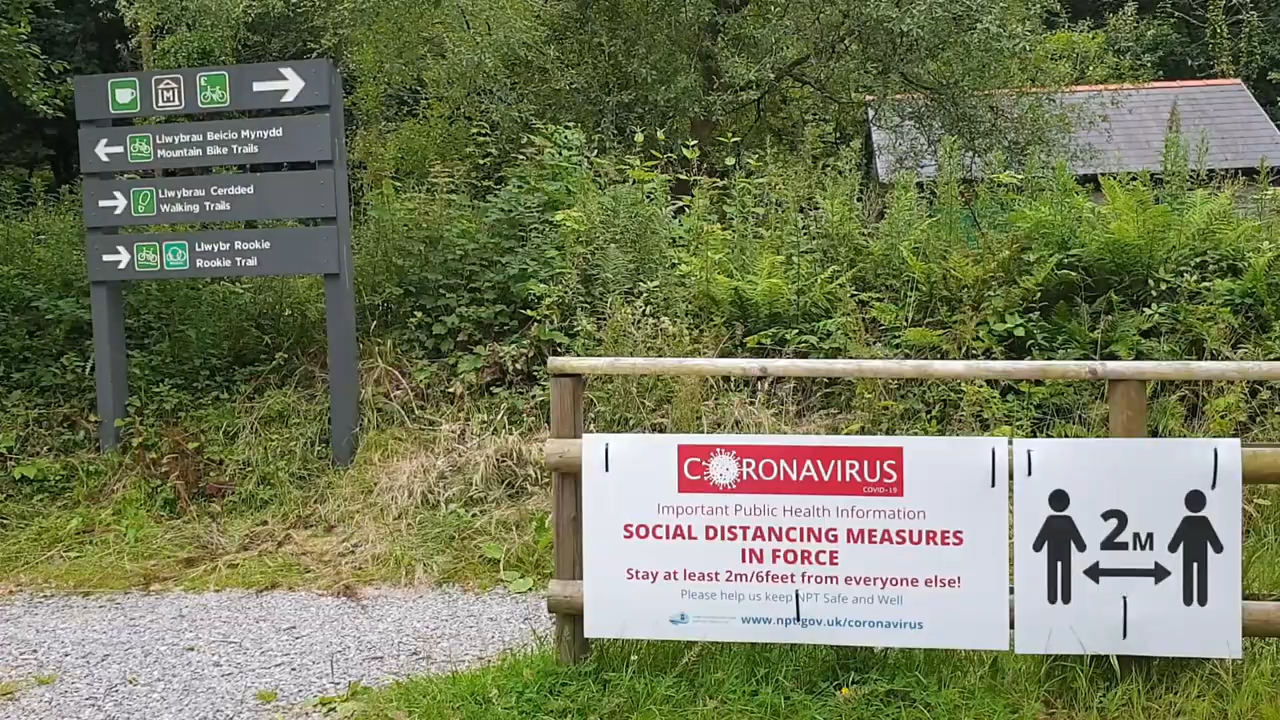 £
M
Llwybrau Beicio Mynydd
Mountain Bike Trails
Llwybrau Cerdded
Walking Trails
Llwybr Rookie
Rookie Trail
CORONAVIRUS
COVID-19
Important Public Health Information
SOCIAL DISTANCING MEASURES
IN FORCE
Stay at least 2m/6feet from everyone else!
Please help us keep NPT Safe and Well
www.npt.gov.uk/coronavirus
2M